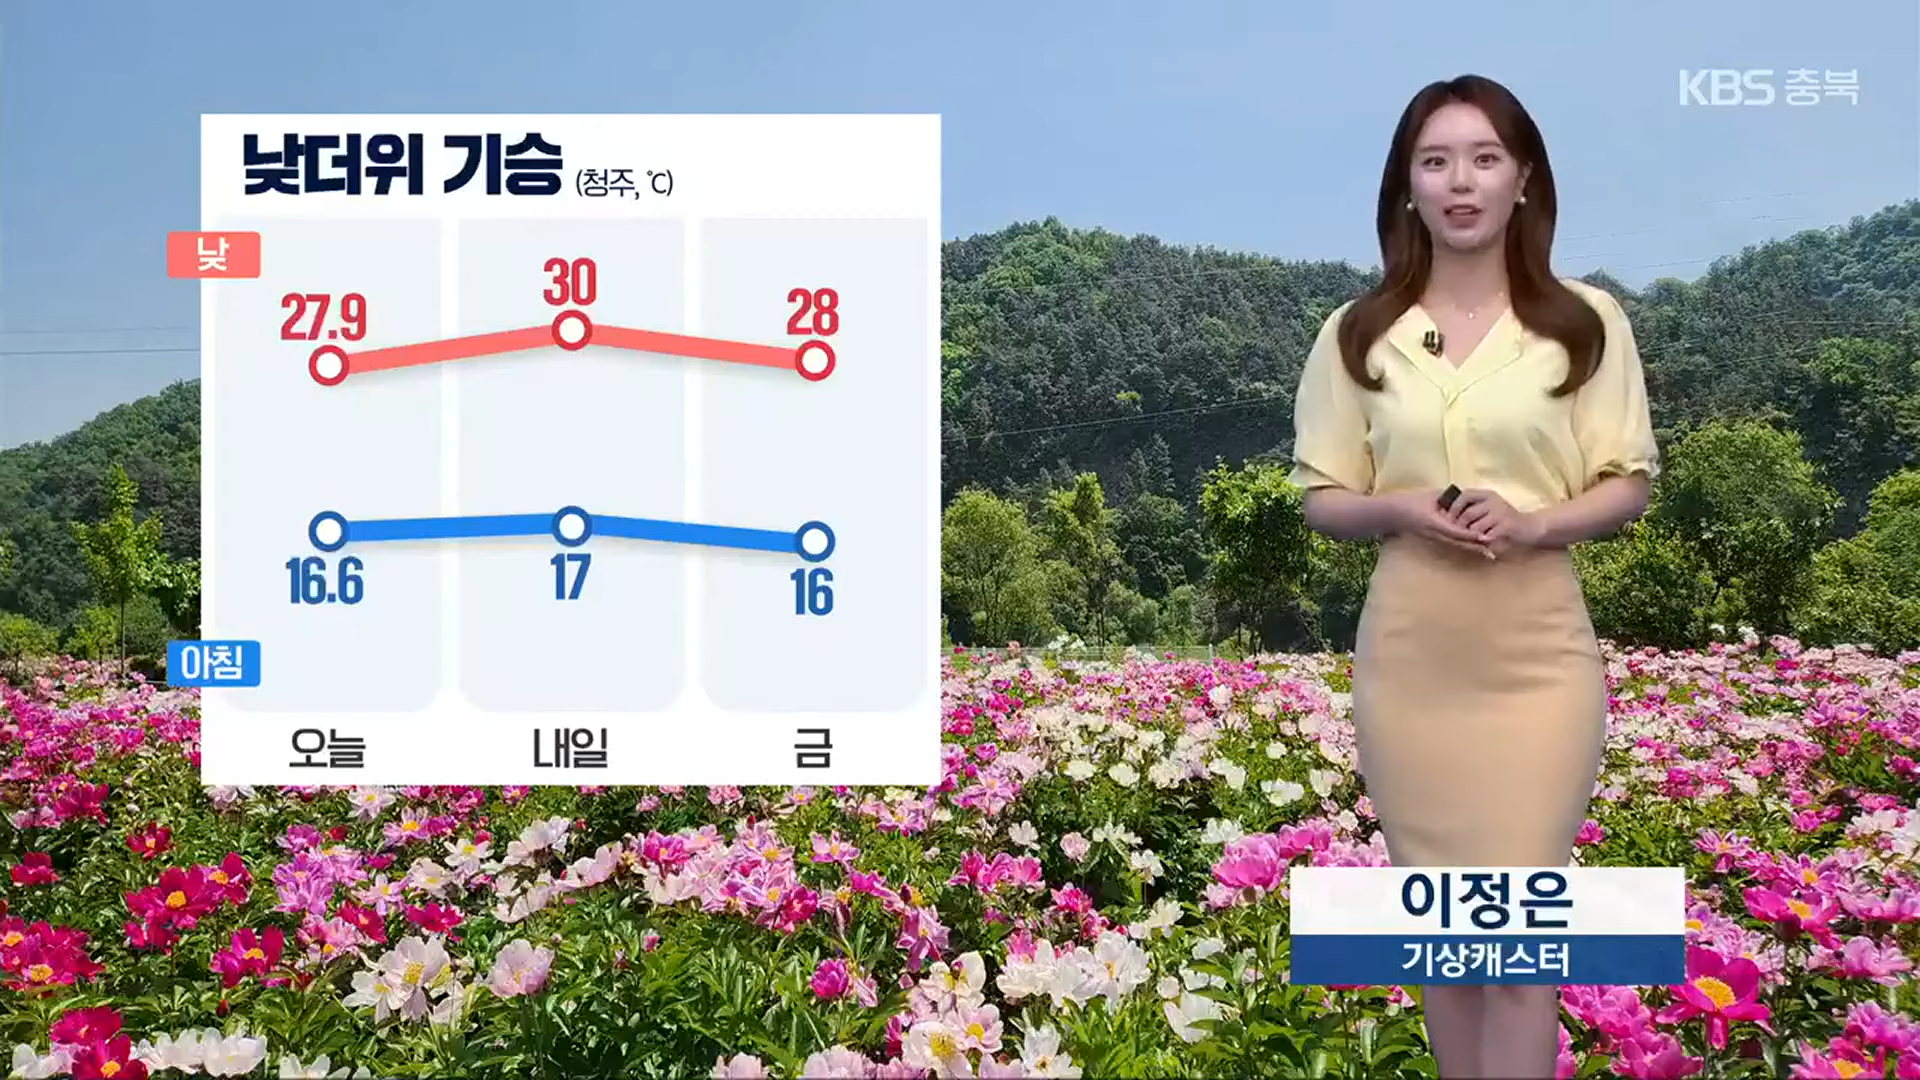 KBS 충북
낮더위 기승 (청주, ℃)
낮
27.9 30 28
16.6 17 16
아침
오늘 내일 금
이정은
기상캐스터